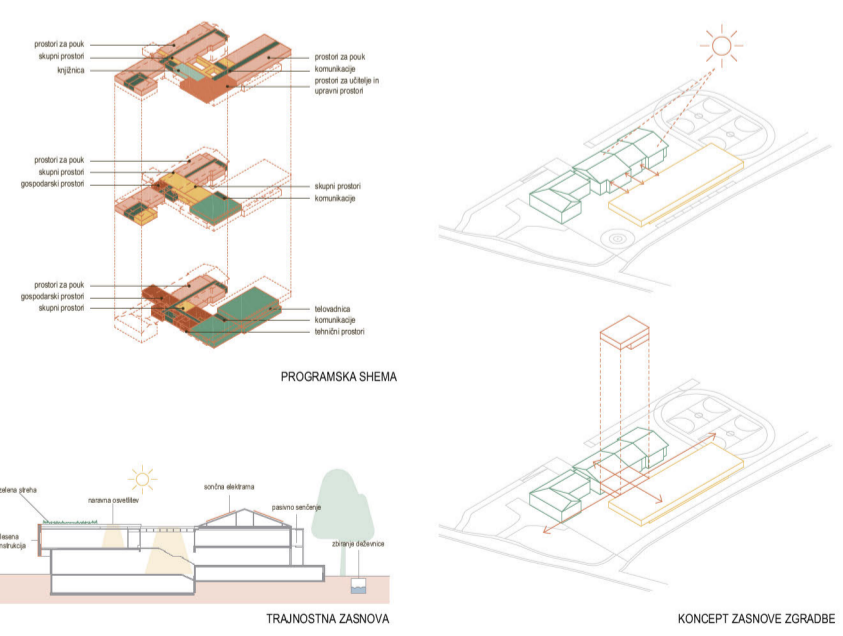 prostori za pouk
skupni prostori
knjižnica
prostori za pouk
komunikacije
prostori za učitelje in
upravni prostori
prostori za pouk
skupni prostori
gospodarski prostori
skupni prostori
komunikacije
prostori za pouk
gospodarski prostori
skupni prostori
telovadnica
komunikacije
tehnični prostori
PROGRAMSKA SHEMA
zelena streha
naravna osvetlitev
sončna elektrarna
pasivno senčenje
zbiranje deževnice
TRAJNOSTNA ZASNOVA
KONCEPT ZASNOVE ZGRADBE